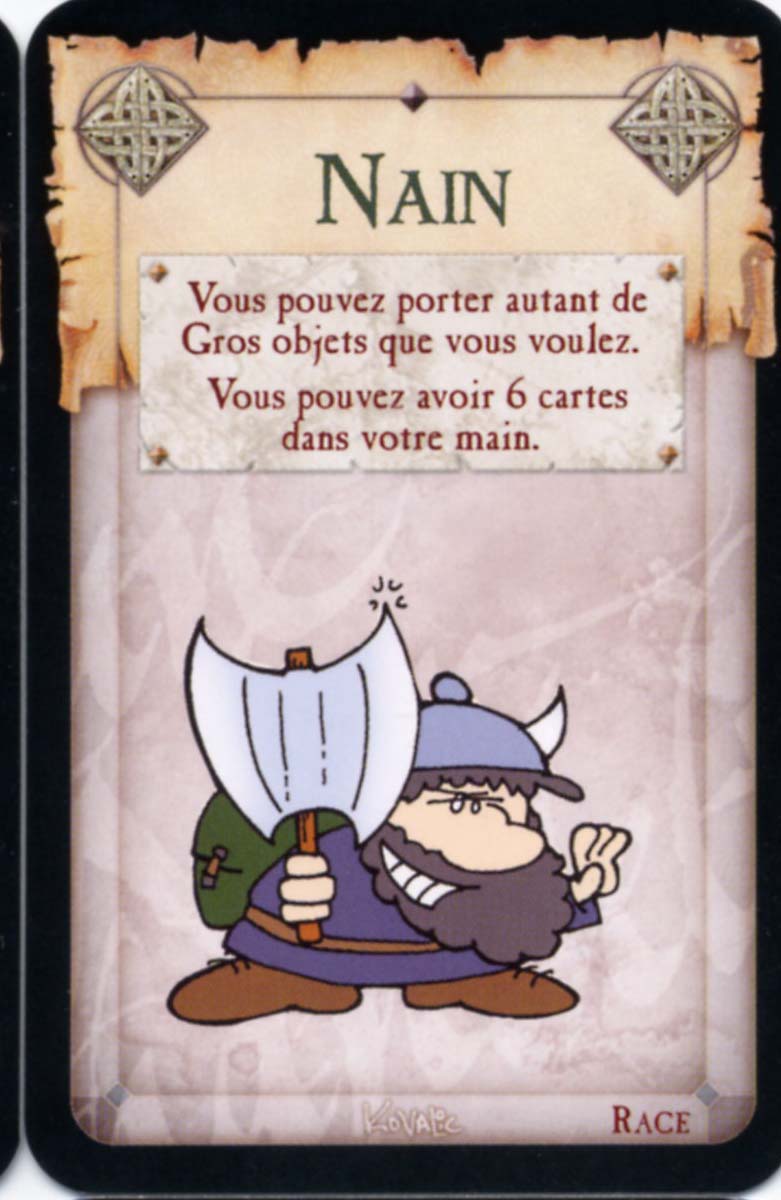 Nain
Vous pouvez porter autant de
Gros objets que vous voulez.
Vous pouvez avoir 6 cartes
dans votre main.
Kovalic
Race